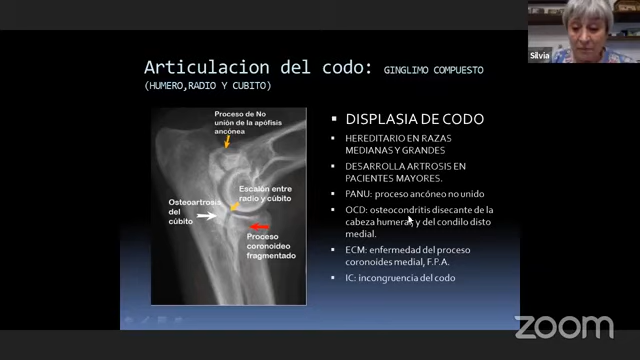 Articulacion del codo: GINGLIMO COMPUESTO
(HUMERO,RADIO Y CUBITO)
Proceso de No
unión de la apófisis
ancónea
Escalón entre
radio y cúbito
Osteoartrosis
del
cúbito
Proceso
coronoideo
fragmentado
DISPLASIA DE CODO
HEREDITARIO EN RAZAS
MEDIANAS Y GRANDES
DESARROLLA ARTROSIS EN
PACIENTES MAYORES.
PANU: proceso ancóneo no unido
OCD: osteocondritis disecante de la
cabeza humeral y del condilo disto
medial.
ECM: enfermedad del proceso
coronoides medial, F.P.A.
IC: incongruencia del codo
Silvia
zoom